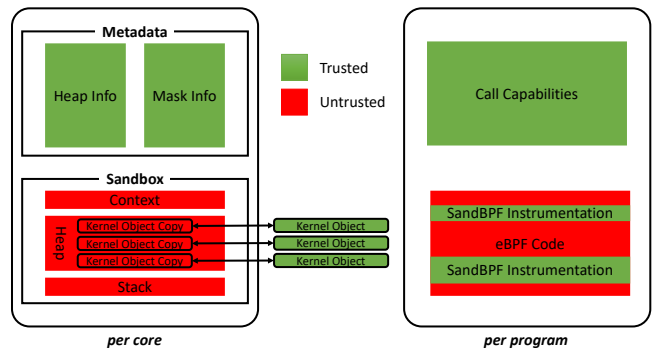 Metadata
Heap Info
Mask Info
Trusted
Untrusted
Call Capabilities
Sandbox
Context
Heap
Kernel Object Copy
Kernel Object
Kernel Object Copy
Kernel Object
Kernel Object Copy
Kernel Object
Stack
SandBPF Instrumentation
eBPF Code
SandBPF Instrumentation
per core
per program